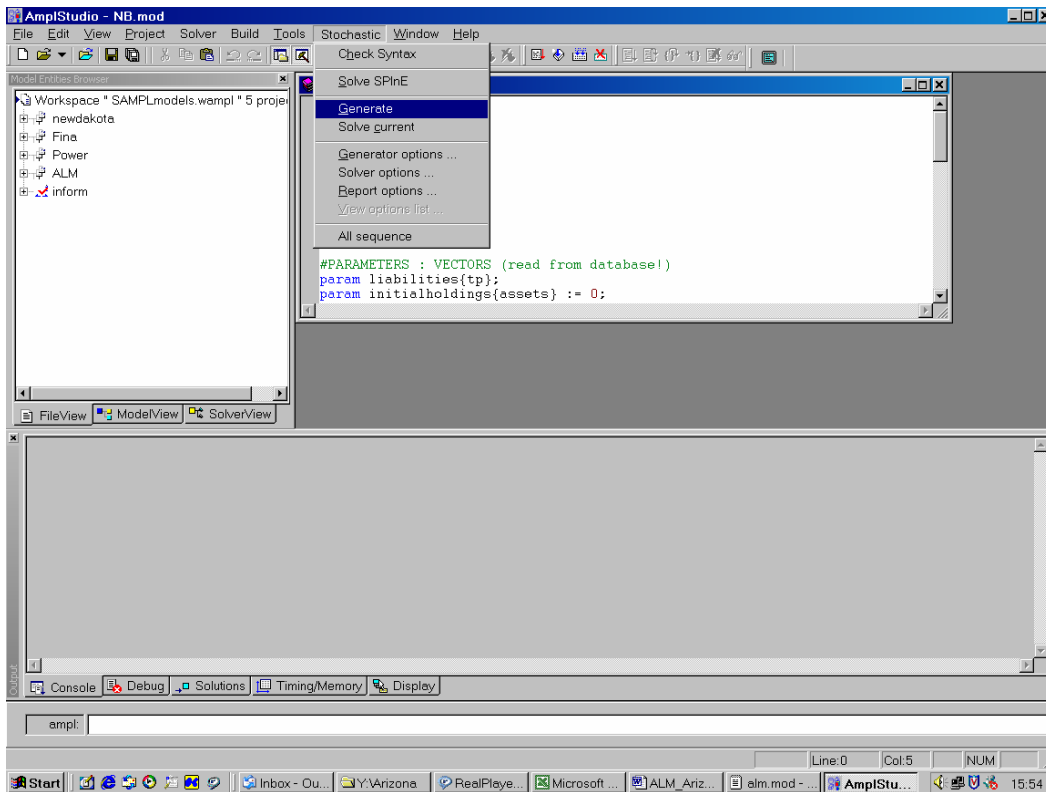 AmplStudio - NB.mod
File Edit View Project Solver Build Tools Stochastic Window Help
Model Entities Browser
Workspace " SAMPLmodels.wampl " 5 proje
newdakota
Fina
Power
ALM
inform
Check Syntax
Solve SPInE
Generate
Solve current
Generator options ...
Solver options ...
Report options ...
View options list ...
All sequence
#PARAMETERS : VECTORS (read from database!)
param liabilities{tp};
param initialholdings{assets} := 0;
FileView ModelView SolverView
Output
Console Debug Solutions Timing/Memory Display
ampl:
Line:0 Col:5 NUM
Start Inbox - Ou... Y:\Arizona RealPlaye... Microsoft ... ALM_Ariz... alm.mod - ... AmplStu... 15:54